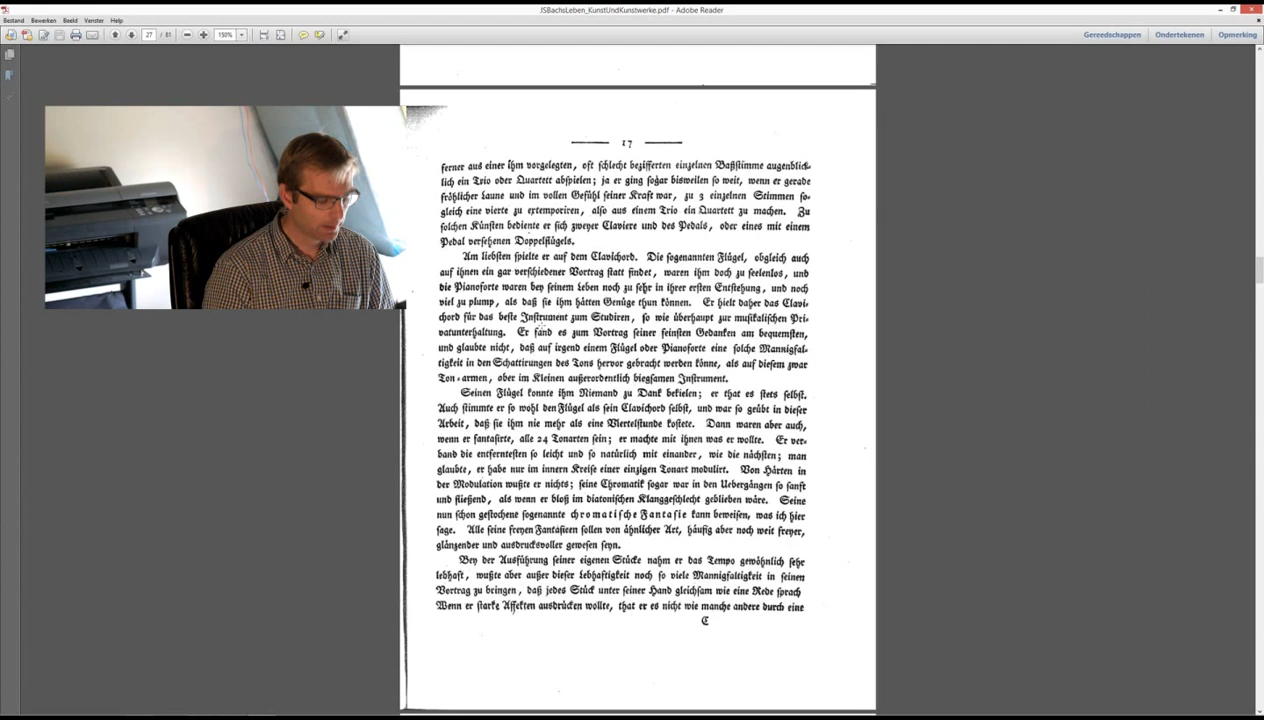 JSBachsLeben_KunstUndKunstwerke.pdf - Adobe Reader
Bestand Bewerken Beeld Venster Help
27 / 81 150% Gereedschappen Ondertekenen Opmerking
17
ferner aus einer ihm vorgelegten, oft schlecht bezifferten einzelnen Baßstimme augenblick-
lich ein Trio oder Quartett abspielen; ja er ging sogar bisweilen so weit, wenn er gerade
fröhlicher Laune und im vollen Gefühl seiner Kraft war, zu 3 einzelnen Stimmen so-
gleich eine vierte zu extemporiren, also aus einem Trio ein Quartett zu machen. Zu
solchen Künsten bediente er sich zweyer Claviere und des Pedals, oder eines mit einem
Pedal versehenen Doppelflügels.
Am liebsten spielte er auf dem Clavichord. Die sogenannten Flügel, obgleich auch
auf ihnen ein gar verschiedener Vortrag statt findet, waren ihm doch zu seelenlos, und
die Pianoforte waren bey seinem Leben noch zu sehr in ihrer ersten Entstehung, und noch
viel zu plump, als daß sie ihm hätten Genüge thun können. Er hielt daher das Clavi-
chord für das beste Instrument zum Studiren, so wie überhaupt zur musikalischen Pri-
vatunterhaltung. Er fand es zum Vortrag seiner feinsten Gedanken am bequemsten,
und glaubte nicht, daß auf irgend einem Flügel oder Pianoforte eine solche Mannigfal-
tigkeit in den Schattirungen des Tons hervor gebracht werden könne, als auf diesem zwar
Ton-armen, aber im Kleinen außerordentlich biegsamen Instrument.
Seinen Flügel konnte ihm Niemand zu Dank bekielen; er that es stets selbst.
Auch stimmte er so wohl den Flügel als sein Clavichord selbst, und war so geübt in dieser
Arbeit, daß sie ihm nie mehr als eine Viertelstunde kostete. Dann waren aber auch,
wenn er fantasirte, alle 24 Tonarten sein; er machte mit ihnen was er wollte. Er ver-
band die entferntesten so leicht und so natürlich mit einander, wie die nächsten; man
glaubte, er habe nur im innern Kreise einer einzigen Tonart modulirt. Von Härten in
der Modulation wußte er nichts; seine Chromatik sogar war in den Uebergängen so sanft
und fließend, als wenn er bloß im diatonischen Klanggeschlecht geblieben wäre. Seine
nun schon gestochene sogenannte chromatische Fantasie kann beweisen, was ich hier
sage. Alle seine freyen Fantasieen sollen von ähnlicher Art, häufig aber noch weit freyer,
glänzender und ausdrucksvoller gewesen seyn.
Bey der Ausführung seiner eigenen Stücke nahm er das Tempo gewöhnlich sehr
lebhaft, wußte aber außer dieser Lebhaftigkeit noch so viele Mannigfaltigkeit in seinen
Vortrag zu bringen, daß jedes Stück unter seiner Hand gleichsam wie eine Rede sprach
Wenn er starke Affekten ausdrücken wollte, that er es nicht wie manche andere durch eine
C